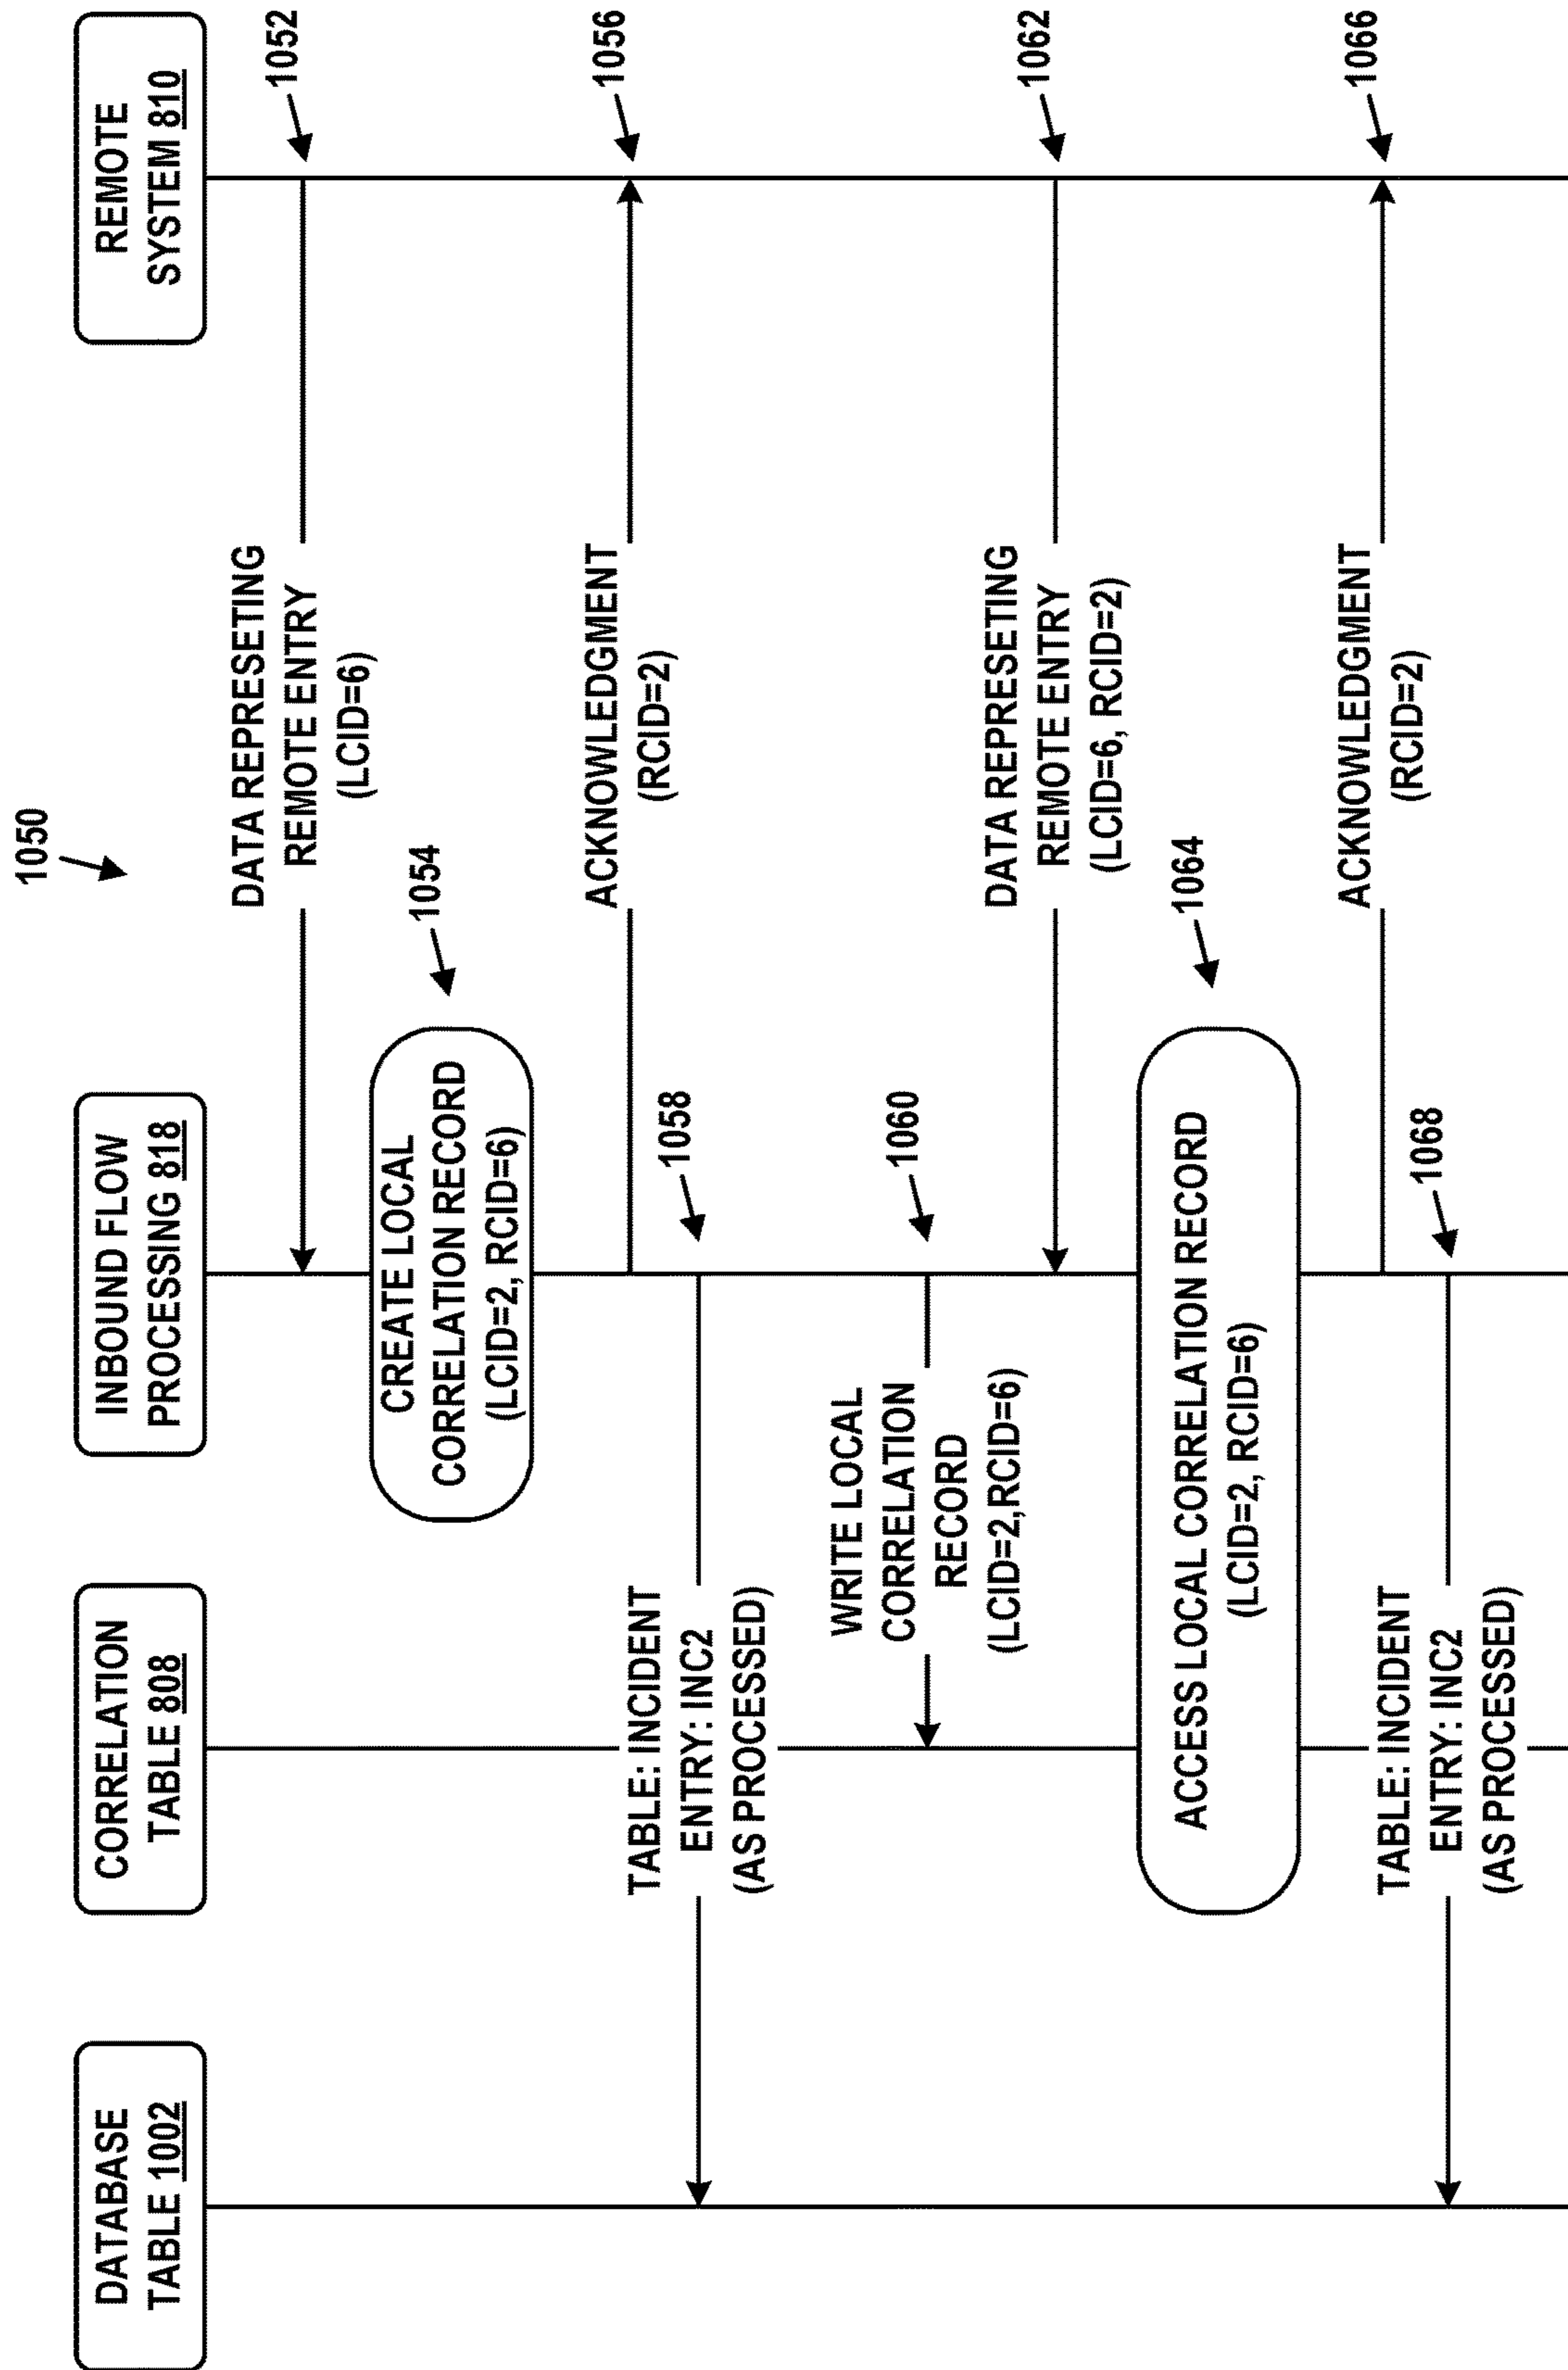 1050
DATABASE
TABLE 1002
CORRELATION
TABLE 808
INBOUND FLOW
PROCESSING 818
REMOTE
SYSTEM 810
1052
DATA REPRESETING
REMOTE ENTRY
(LCID=6)
1054
CREATE LOCAL
CORRELATION RECORD
(LCID=2, RCID=6)
1056
ACKNOWLEDGMENT
(RCID=2)
1058
TABLE: INCIDENT
ENTRY: INC2
(AS PROCESSED)
1060
WRITE LOCAL
CORRELATION
RECORD
(LCID=2,RCID=6)
1062
DATA REPRESETING
REMOTE ENTRY
(LCID=6, RCID=2)
1064
ACCESS LOCAL CORRELATION RECORD
(LCID=2, RCID=6)
1066
ACKNOWLEDGMENT
(RCID=2)
1068
TABLE: INCIDENT
ENTRY: INC2
(AS PROCESSED)